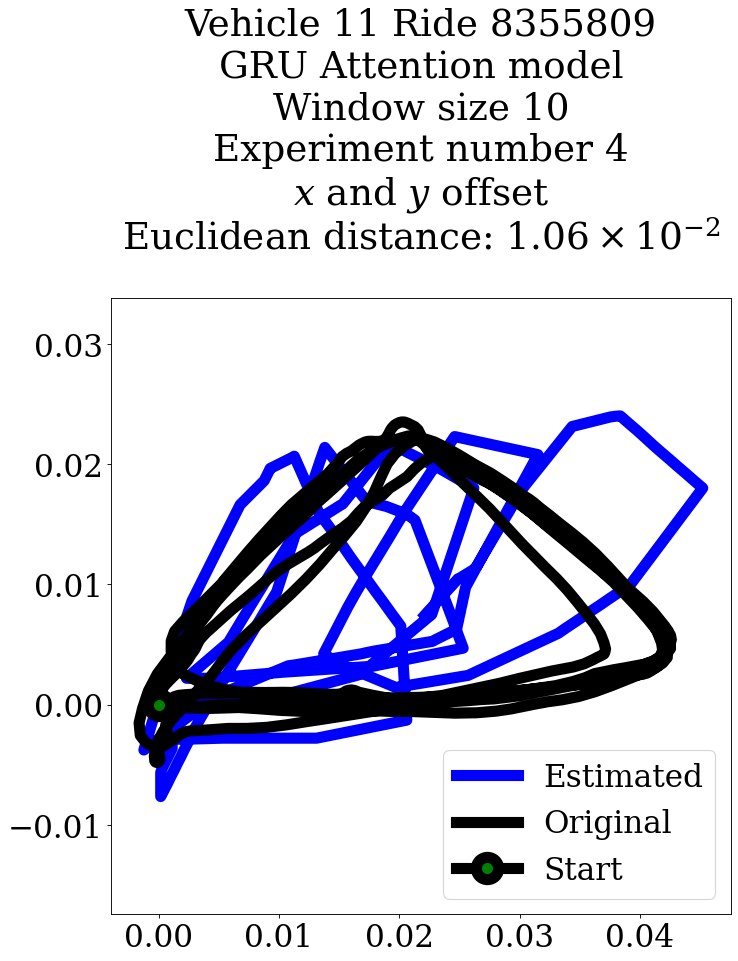 Vehicle 11 Ride 8355809
GRU Attention model
Window size 10
Experiment number 4
x and y offset
Euclidean distance: 1.06 × 10⁻²
0.03
0.02
0.01
0.00
−0.01
Estimated
Original
Start
0.00 0.01 0.02 0.03 0.04